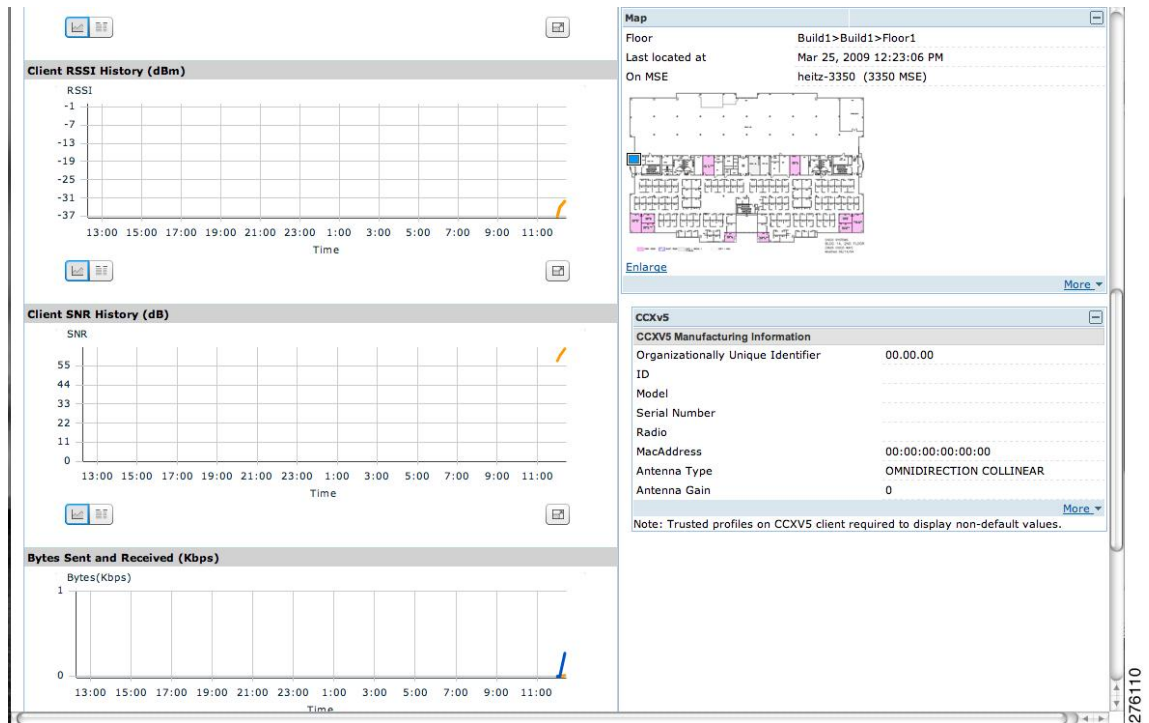 Client RSSI History (dBm)
RSSI
-1
-7
-13
-19
-25
-31
-37
13:00 15:00 17:00 19:00 21:00 23:00 1:00 3:00 5:00 7:00 9:00 11:00
Time
Client SNR History (dB)
SNR
55
44
33
22
11
0
13:00 15:00 17:00 19:00 21:00 23:00 1:00 3:00 5:00 7:00 9:00 11:00
Time
Bytes Sent and Received (Kbps)
Bytes(Kbps)
1
0
13:00 15:00 17:00 19:00 21:00 23:00 1:00 3:00 5:00 7:00 9:00 11:00
Time
Map
Floor Build1>Build1>Floor1
Last located at Mar 25, 2009 12:23:06 PM
On MSE heitz-3350 (3350 MSE)
Enlarge
More
CCXv5
CCXV5 Manufacturing Information
Organizationally Unique Identifier 00.00.00
ID
Model
Serial Number
Radio
MacAddress 00:00:00:00:00:00
Antenna Type OMNIDIRECTION COLLINEAR
Antenna Gain 0
More
Note: Trusted profiles on CCXV5 client required to display non-default values.
276110